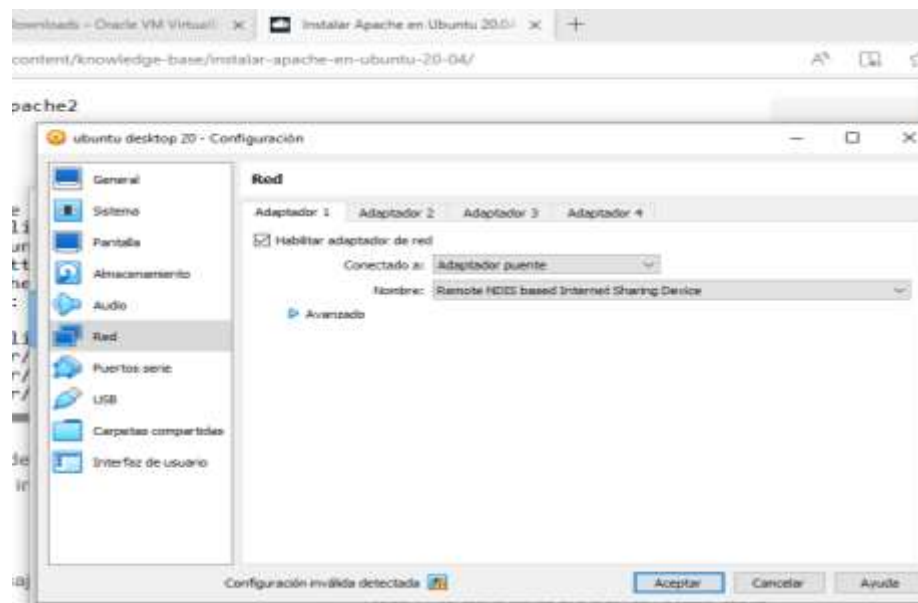 Downloads – Oracle VM Virtuall
Instalar Apache en Ubuntu 20.04
content/knowledge-base/instalar-apache-en-ubuntu-20-04/
pache2
ubuntu desktop 20 - Configuración
General
Sistema
Pantalla
Almacenamiento
Audio
Red
Puertos serie
USB
Carpetas compartidas
Interfaz de usuario
Red
Adaptador 1 Adaptador 2 Adaptador 3 Adaptador 4
Habilitar adaptador de red
Conectado a: Adaptador puente
Nombre: Remote NDIS based Internet Sharing Device
Avanzado
Configuración inválida detectada
Aceptar Cancelar Ayuda